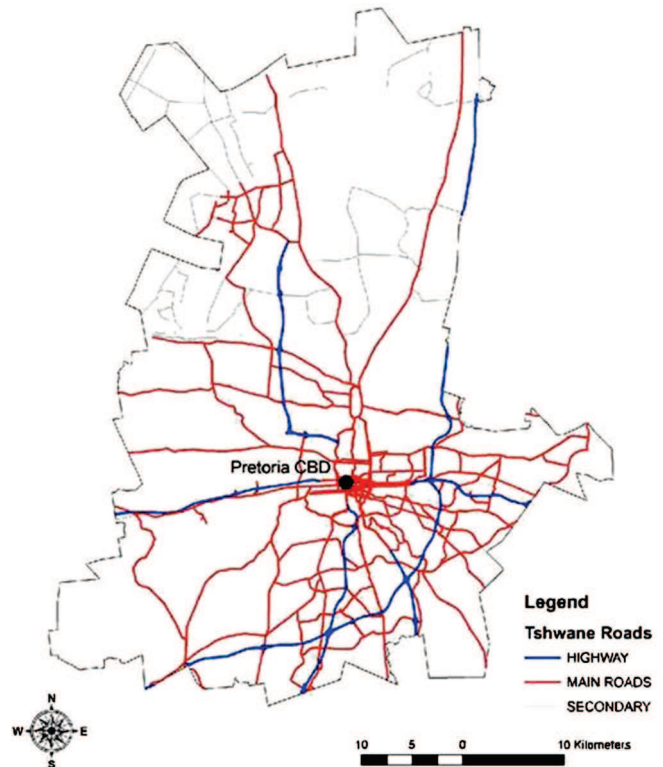 Pretoria CBD
Legend
Tshwane Roads
HIGHWAY
MAIN ROADS
SECONDARY
N
W E
S
10 5 0 10 Kilometers